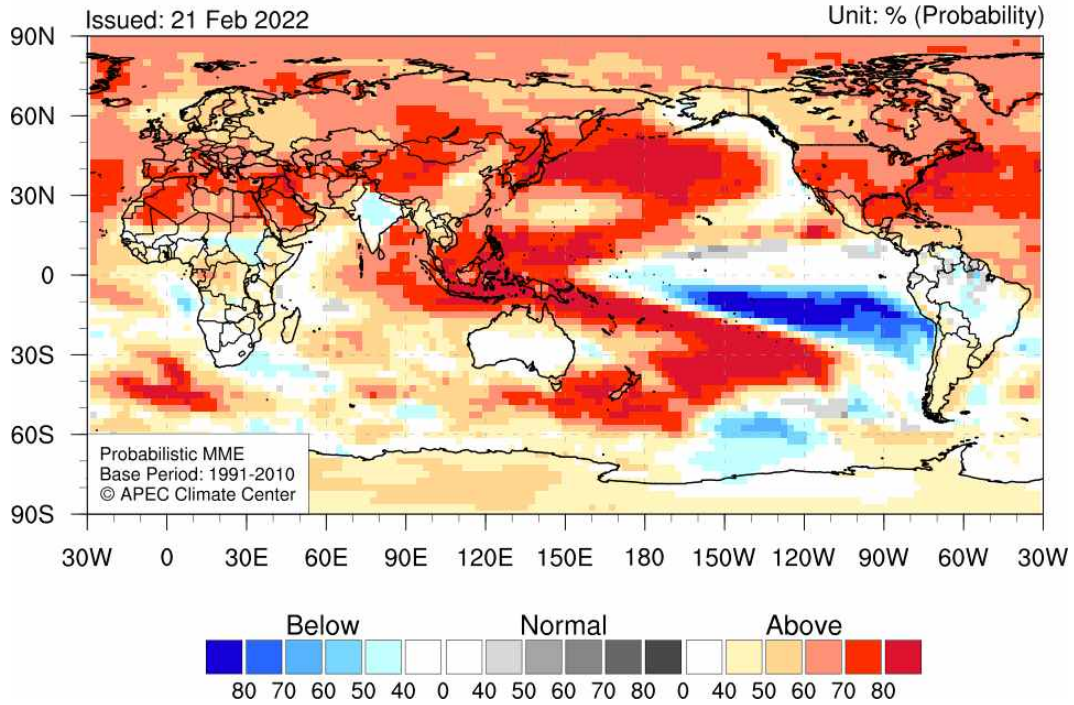 Issued: 21 Feb 2022
Unit: % (Probability)
90N
60N
30N
0
30S
60S
90S
Probabilistic MME
Base Period: 1991-2010
© APEC Climate Center
30W 0 30E 60E 90E 120E 150E 180 150W 120W 90W 60W 30W
Below Normal Above
80 70 60 50 40 0 40 50 60 70 80 0 40 50 60 70 80